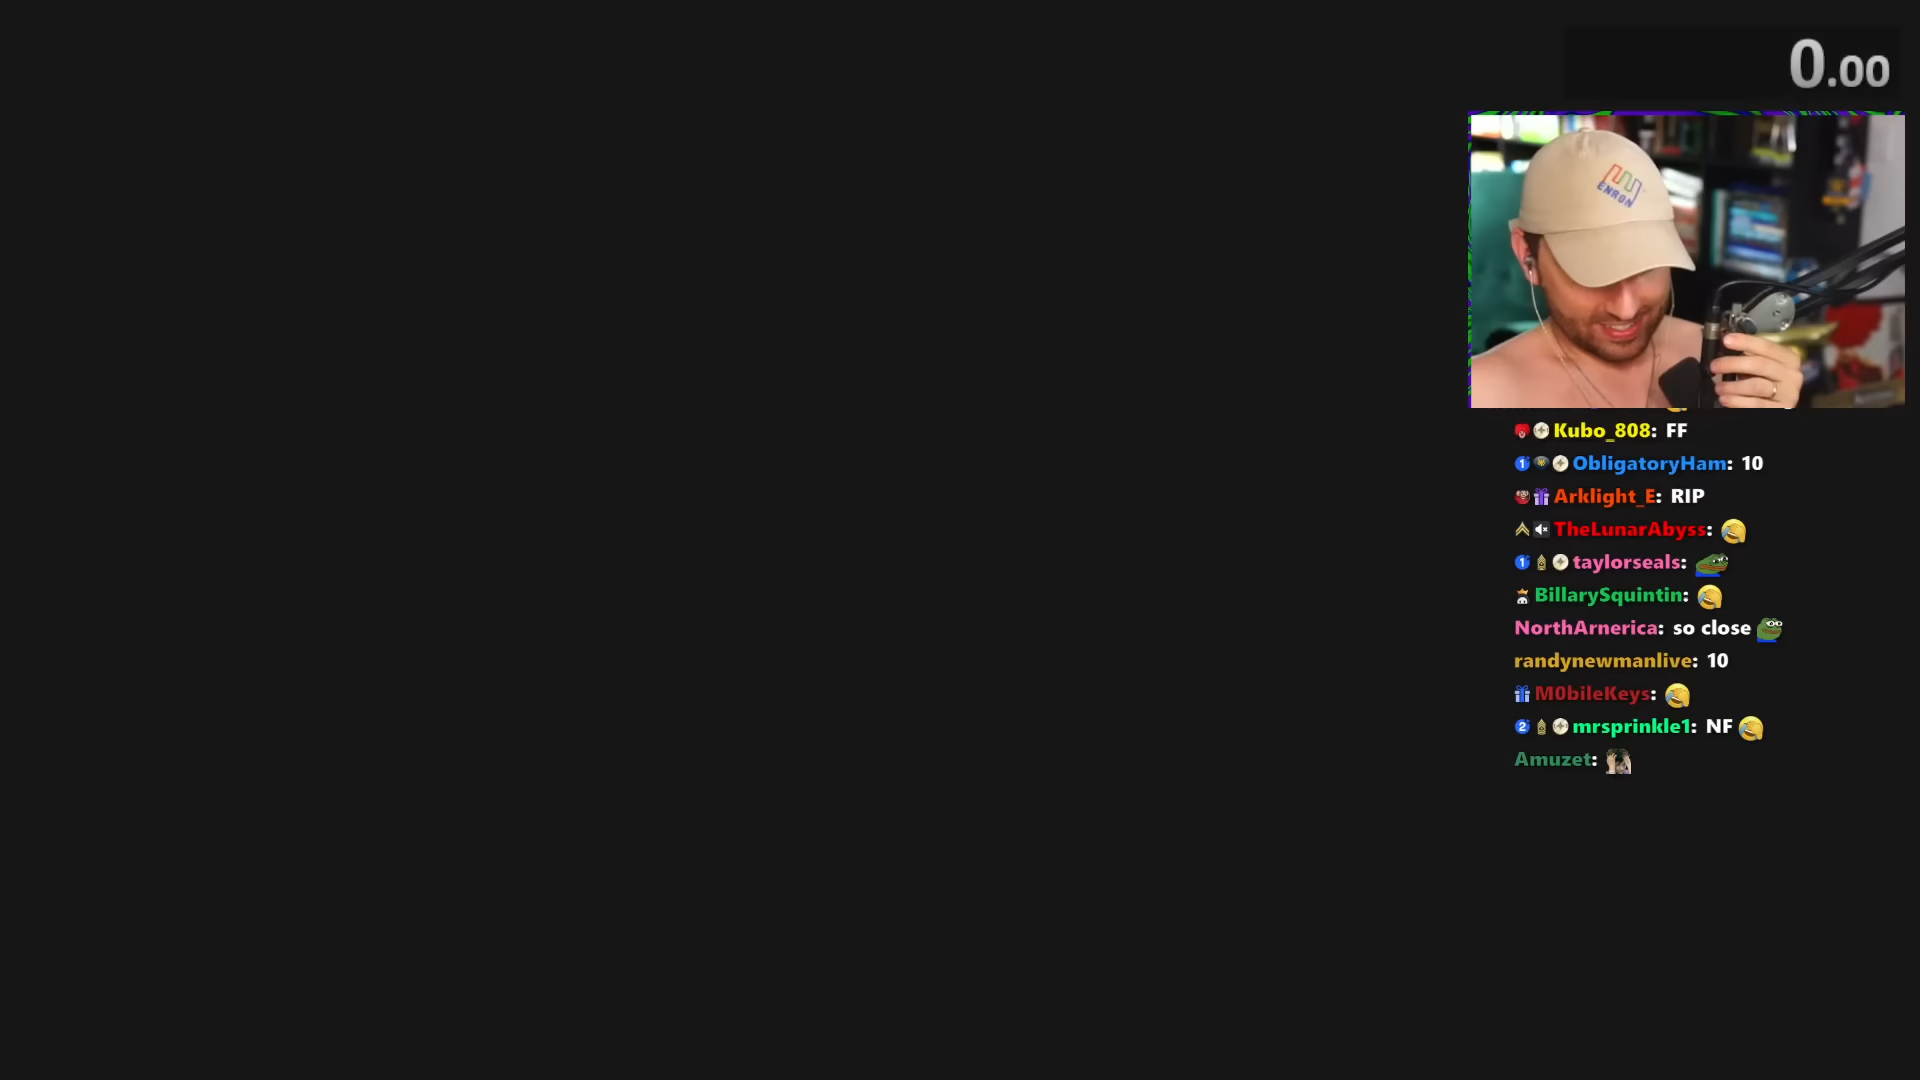 0.00
ENRON
Kubo_808: FF
ObligatoryHam: 10
Arklight_E: RIP
TheLunarAbyss:
taylorseals:
BillarySquintin:
NorthArnerica: so close
randynewmanlive: 10
M0bileKeys:
mrsprinkle1: NF
Amuzet: